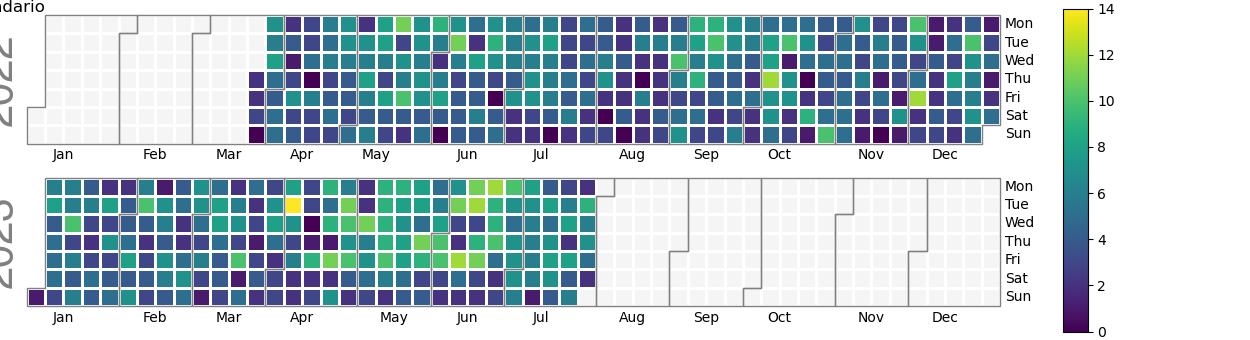 ndario
2022
Mon
Tue
Wed
Thu
Fri
Sat
Sun
Jan Feb Mar Apr May Jun Jul Aug Sep Oct Nov Dec
2023
Mon
Tue
Wed
Thu
Fri
Sat
Sun
Jan Feb Mar Apr May Jun Jul Aug Sep Oct Nov Dec
14
12
10
8
6
4
2
0